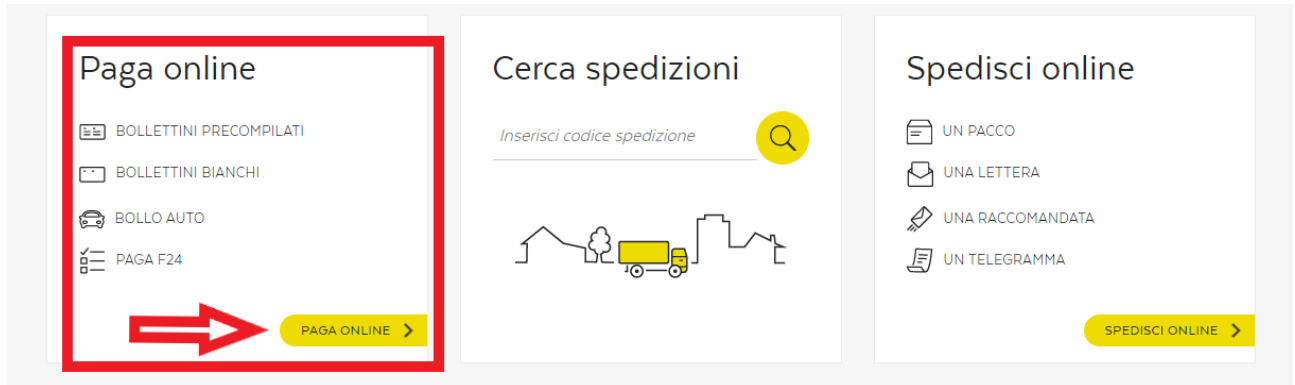 Paga online
BOLLETTINI PRECOMPILATI
BOLLETTINI BIANCHI
BOLLO AUTO
PAGA F24
PAGA ONLINE
Cerca spedizioni
Inserisci codice spedizione
Spedisci online
UN PACCO
UNA LETTERA
UNA RACCOMANDATA
UN TELEGRAMMA
SPEDISCI ONLINE